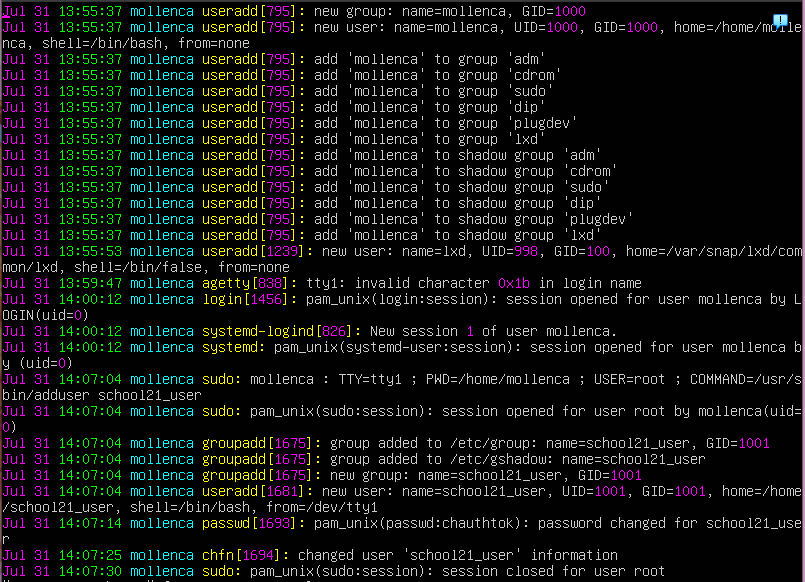 Jul 31 13:55:37 mollenca useradd[795]: new group: name=mollenca, GID=1000
Jul 31 13:55:37 mollenca useradd[795]: new user: name=mollenca, UID=1000, GID=1000, home=/home/molle
nca, shell=/bin/bash, from=none
Jul 31 13:55:37 mollenca useradd[795]: add 'mollenca' to group 'adm'
Jul 31 13:55:37 mollenca useradd[795]: add 'mollenca' to group 'cdrom'
Jul 31 13:55:37 mollenca useradd[795]: add 'mollenca' to group 'sudo'
Jul 31 13:55:37 mollenca useradd[795]: add 'mollenca' to group 'dip'
Jul 31 13:55:37 mollenca useradd[795]: add 'mollenca' to group 'plugdev'
Jul 31 13:55:37 mollenca useradd[795]: add 'mollenca' to group 'lxd'
Jul 31 13:55:37 mollenca useradd[795]: add 'mollenca' to shadow group 'adm'
Jul 31 13:55:37 mollenca useradd[795]: add 'mollenca' to shadow group 'cdrom'
Jul 31 13:55:37 mollenca useradd[795]: add 'mollenca' to shadow group 'sudo'
Jul 31 13:55:37 mollenca useradd[795]: add 'mollenca' to shadow group 'dip'
Jul 31 13:55:37 mollenca useradd[795]: add 'mollenca' to shadow group 'plugdev'
Jul 31 13:55:37 mollenca useradd[795]: add 'mollenca' to shadow group 'lxd'
Jul 31 13:55:53 mollenca useradd[1239]: new user: name=lxd, UID=998, GID=100, home=/var/snap/lxd/com
mon/lxd, shell=/bin/false, from=none
Jul 31 13:59:47 mollenca agetty[838]: tty1: invalid character 0x1b in login name
Jul 31 14:00:12 mollenca login[1456]: pam_unix(login:session): session opened for user mollenca by L
OGIN(uid=0)
Jul 31 14:00:12 mollenca systemd-logind[826]: New session 1 of user mollenca.
Jul 31 14:00:12 mollenca systemd: pam_unix(systemd-user:session): session opened for user mollenca b
y (uid=0)
Jul 31 14:07:04 mollenca sudo: mollenca : TTY=tty1 ; PWD=/home/mollenca ; USER=root ; COMMAND=/usr/s
bin/adduser school21_user
Jul 31 14:07:04 mollenca sudo: pam_unix(sudo:session): session opened for user root by mollenca(uid=
0)
Jul 31 14:07:04 mollenca groupadd[1675]: group added to /etc/group: name=school21_user, GID=1001
Jul 31 14:07:04 mollenca groupadd[1675]: group added to /etc/gshadow: name=school21_user
Jul 31 14:07:04 mollenca groupadd[1675]: new group: name=school21_user, GID=1001
Jul 31 14:07:04 mollenca useradd[1681]: new user: name=school21_user, UID=1001, GID=1001, home=/home
/school21_user, shell=/bin/bash, from=/dev/tty1
Jul 31 14:07:14 mollenca passwd[1693]: pam_unix(passwd:chauthtok): password changed for school21_use
r
Jul 31 14:07:25 mollenca chfn[1694]: changed user 'school21_user' information
Jul 31 14:07:30 mollenca sudo: pam_unix(sudo:session): session closed for user root